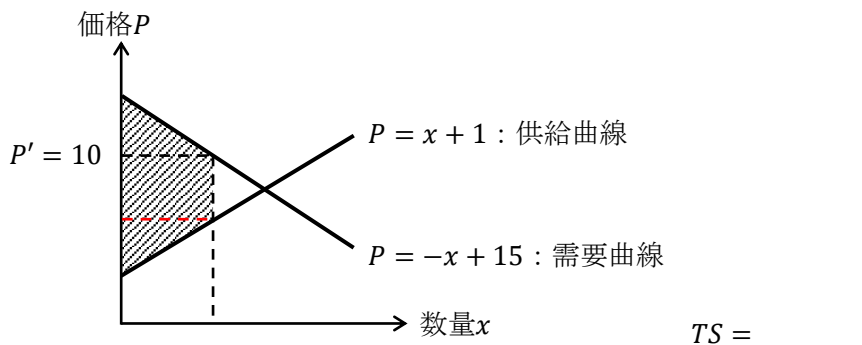 価格P
P = x + 1：供給曲線
P′ = 10
P = −x + 15：需要曲線
数量x
TS =